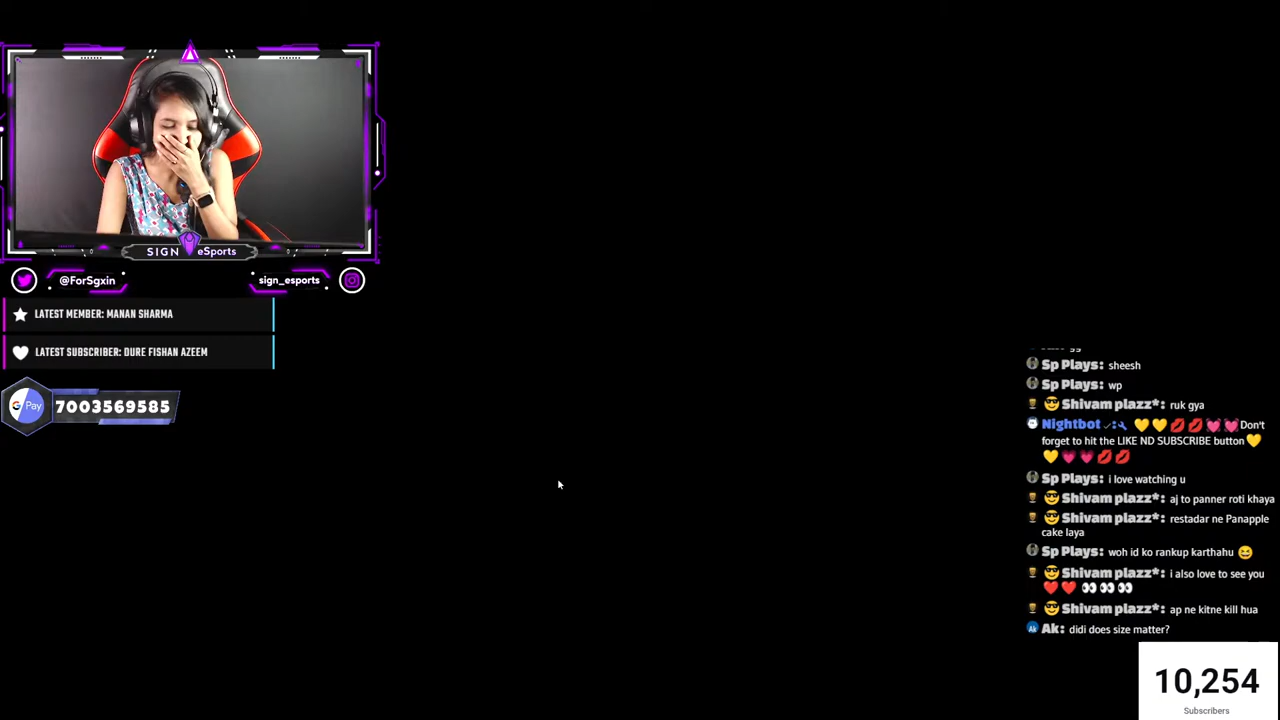 SIGN eSports
@ForSgxin
sign_esports
LATEST MEMBER: MANAN SHARMA
LATEST SUBSCRIBER: DURE FISHAN AZEEM
G Pay 7003569585
Sp Plays: sheesh
Sp Plays: wp
😎 Shivam plazz*: ruk gya
Nightbot ✓:🔧 💛 💛 💋 💋 💓 💓 Don't
forget to hit the LIKE ND SUBSCRIBE button 💛
💛 💗 💗 💋 💋
Sp Plays: i love watching u
😎 Shivam plazz*: aj to panner roti khaya
😎 Shivam plazz*: restadar ne Panapple
cake laya
Sp Plays: woh id ko rankup karthahu 😆
😎 Shivam plazz*: i also love to see you
❤️ ❤️ 👀 👀 👀
😎 Shivam plazz*: ap ne kitne kill hua
Ak Ak: didi does size matter?
10,254
Subscribers